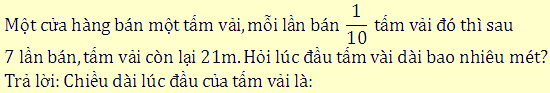 Một cửa hàng bán một tấm vải, mỗi lần bán 1/10 tấm vải đó thì sau
7 lần bán, tấm vải còn lại 21m. Hỏi lúc đầu tấm vài dài bao nhiêu mét?
Trả lời: Chiều dài lúc đầu của tấm vải là: